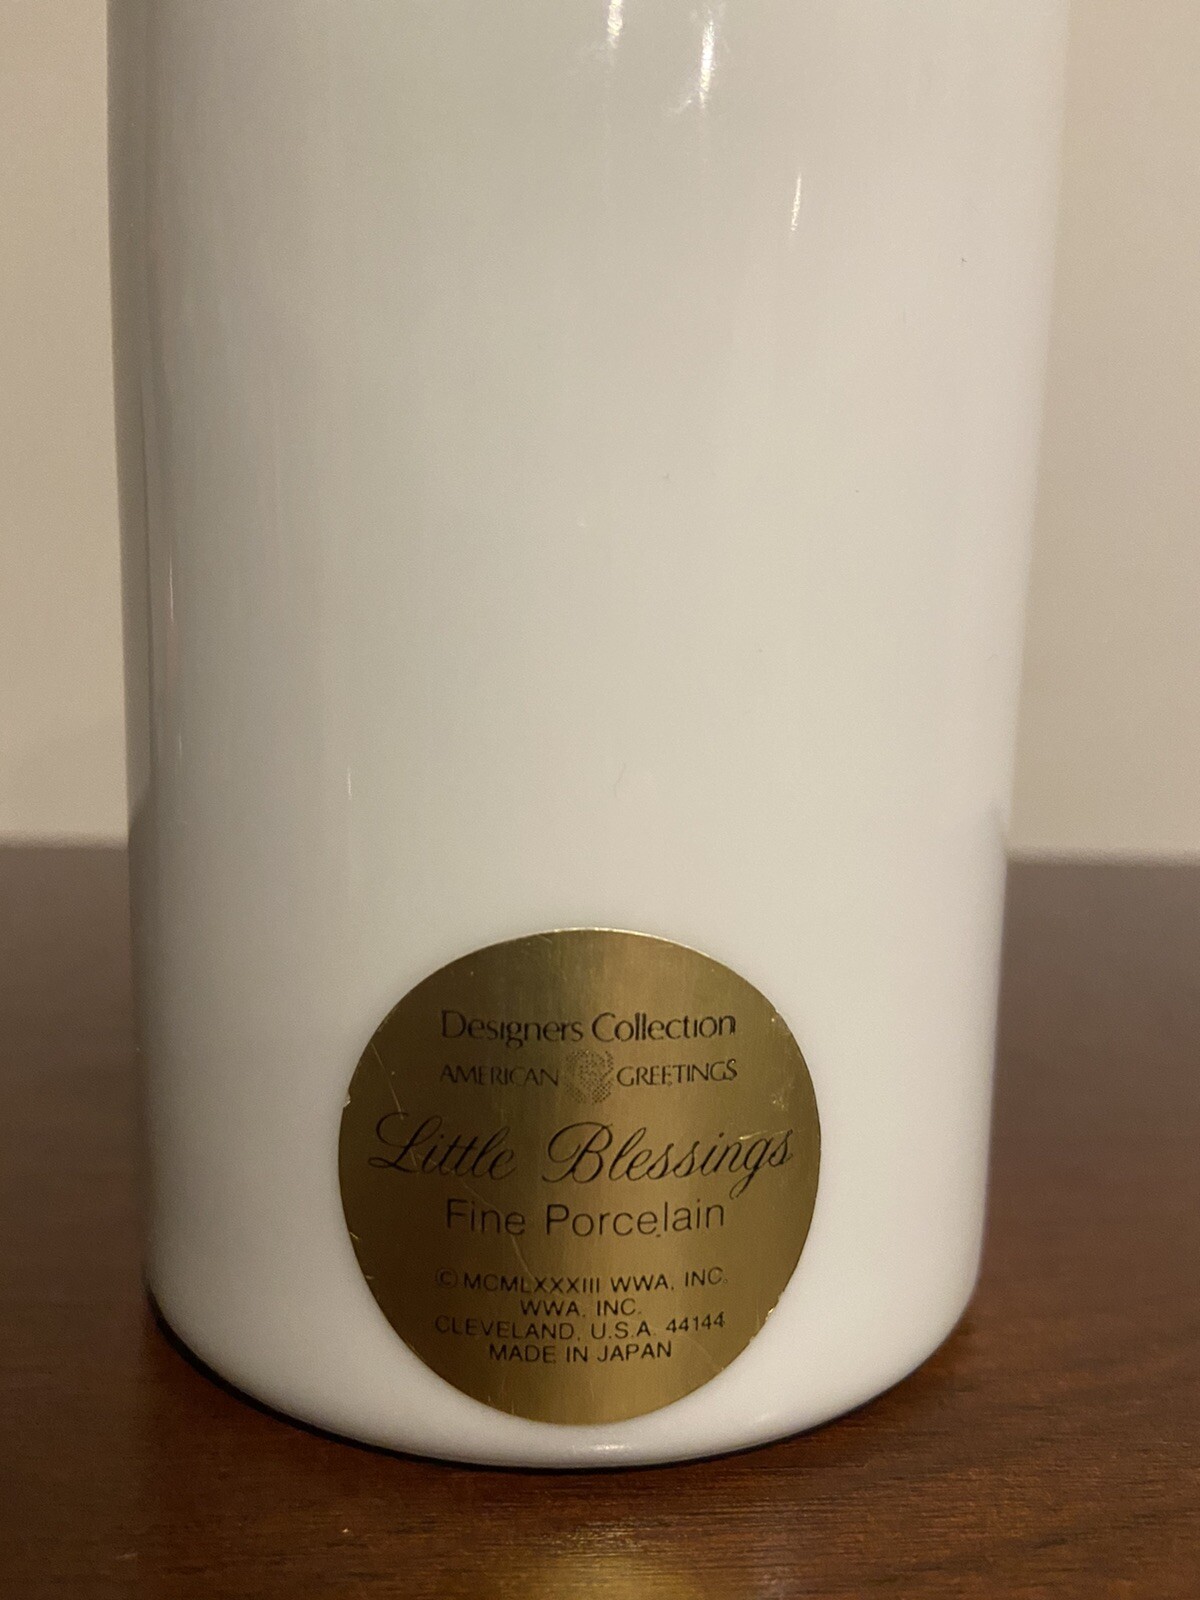 Designers Collection
AMERICAN GREETINGS
Little Blessings
Fine Porcelain
© MCMLXXXIII WWA, INC.
WWA, INC.
CLEVELAND, U.S.A. 44144
MADE IN JAPAN